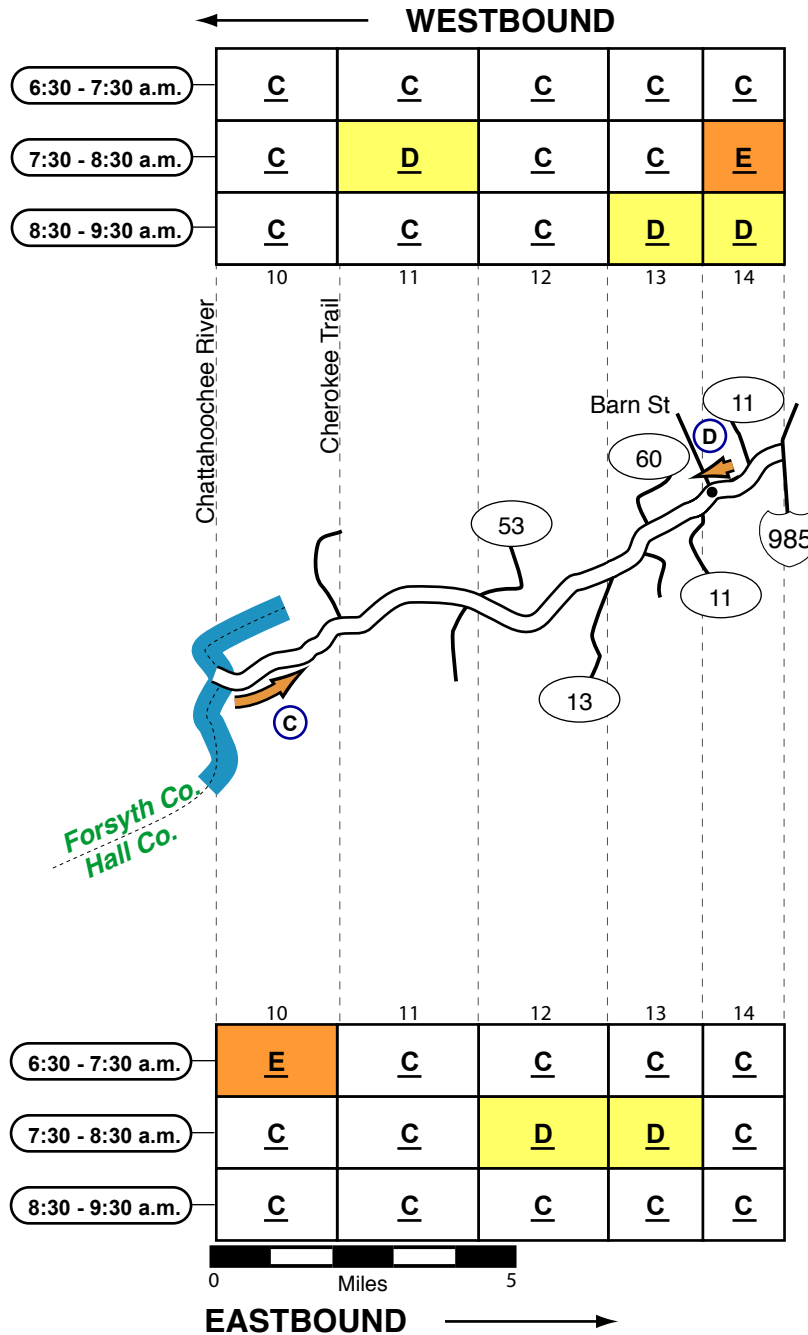 WESTBOUND
6:30 - 7:30 a.m. C C C C C
7:30 - 8:30 a.m. C D C C E
8:30 - 9:30 a.m. C C C D D
10 11 12 13 14
Chattahoochee River
Cherokee Trail
Barn St
11
D
60
53
985
11
13
C
Forsyth Co.
Hall Co.
10 11 12 13 14
6:30 - 7:30 a.m. E C C C C
7:30 - 8:30 a.m. C C D D C
8:30 - 9:30 a.m. C C C C C
0 Miles 5
EASTBOUND